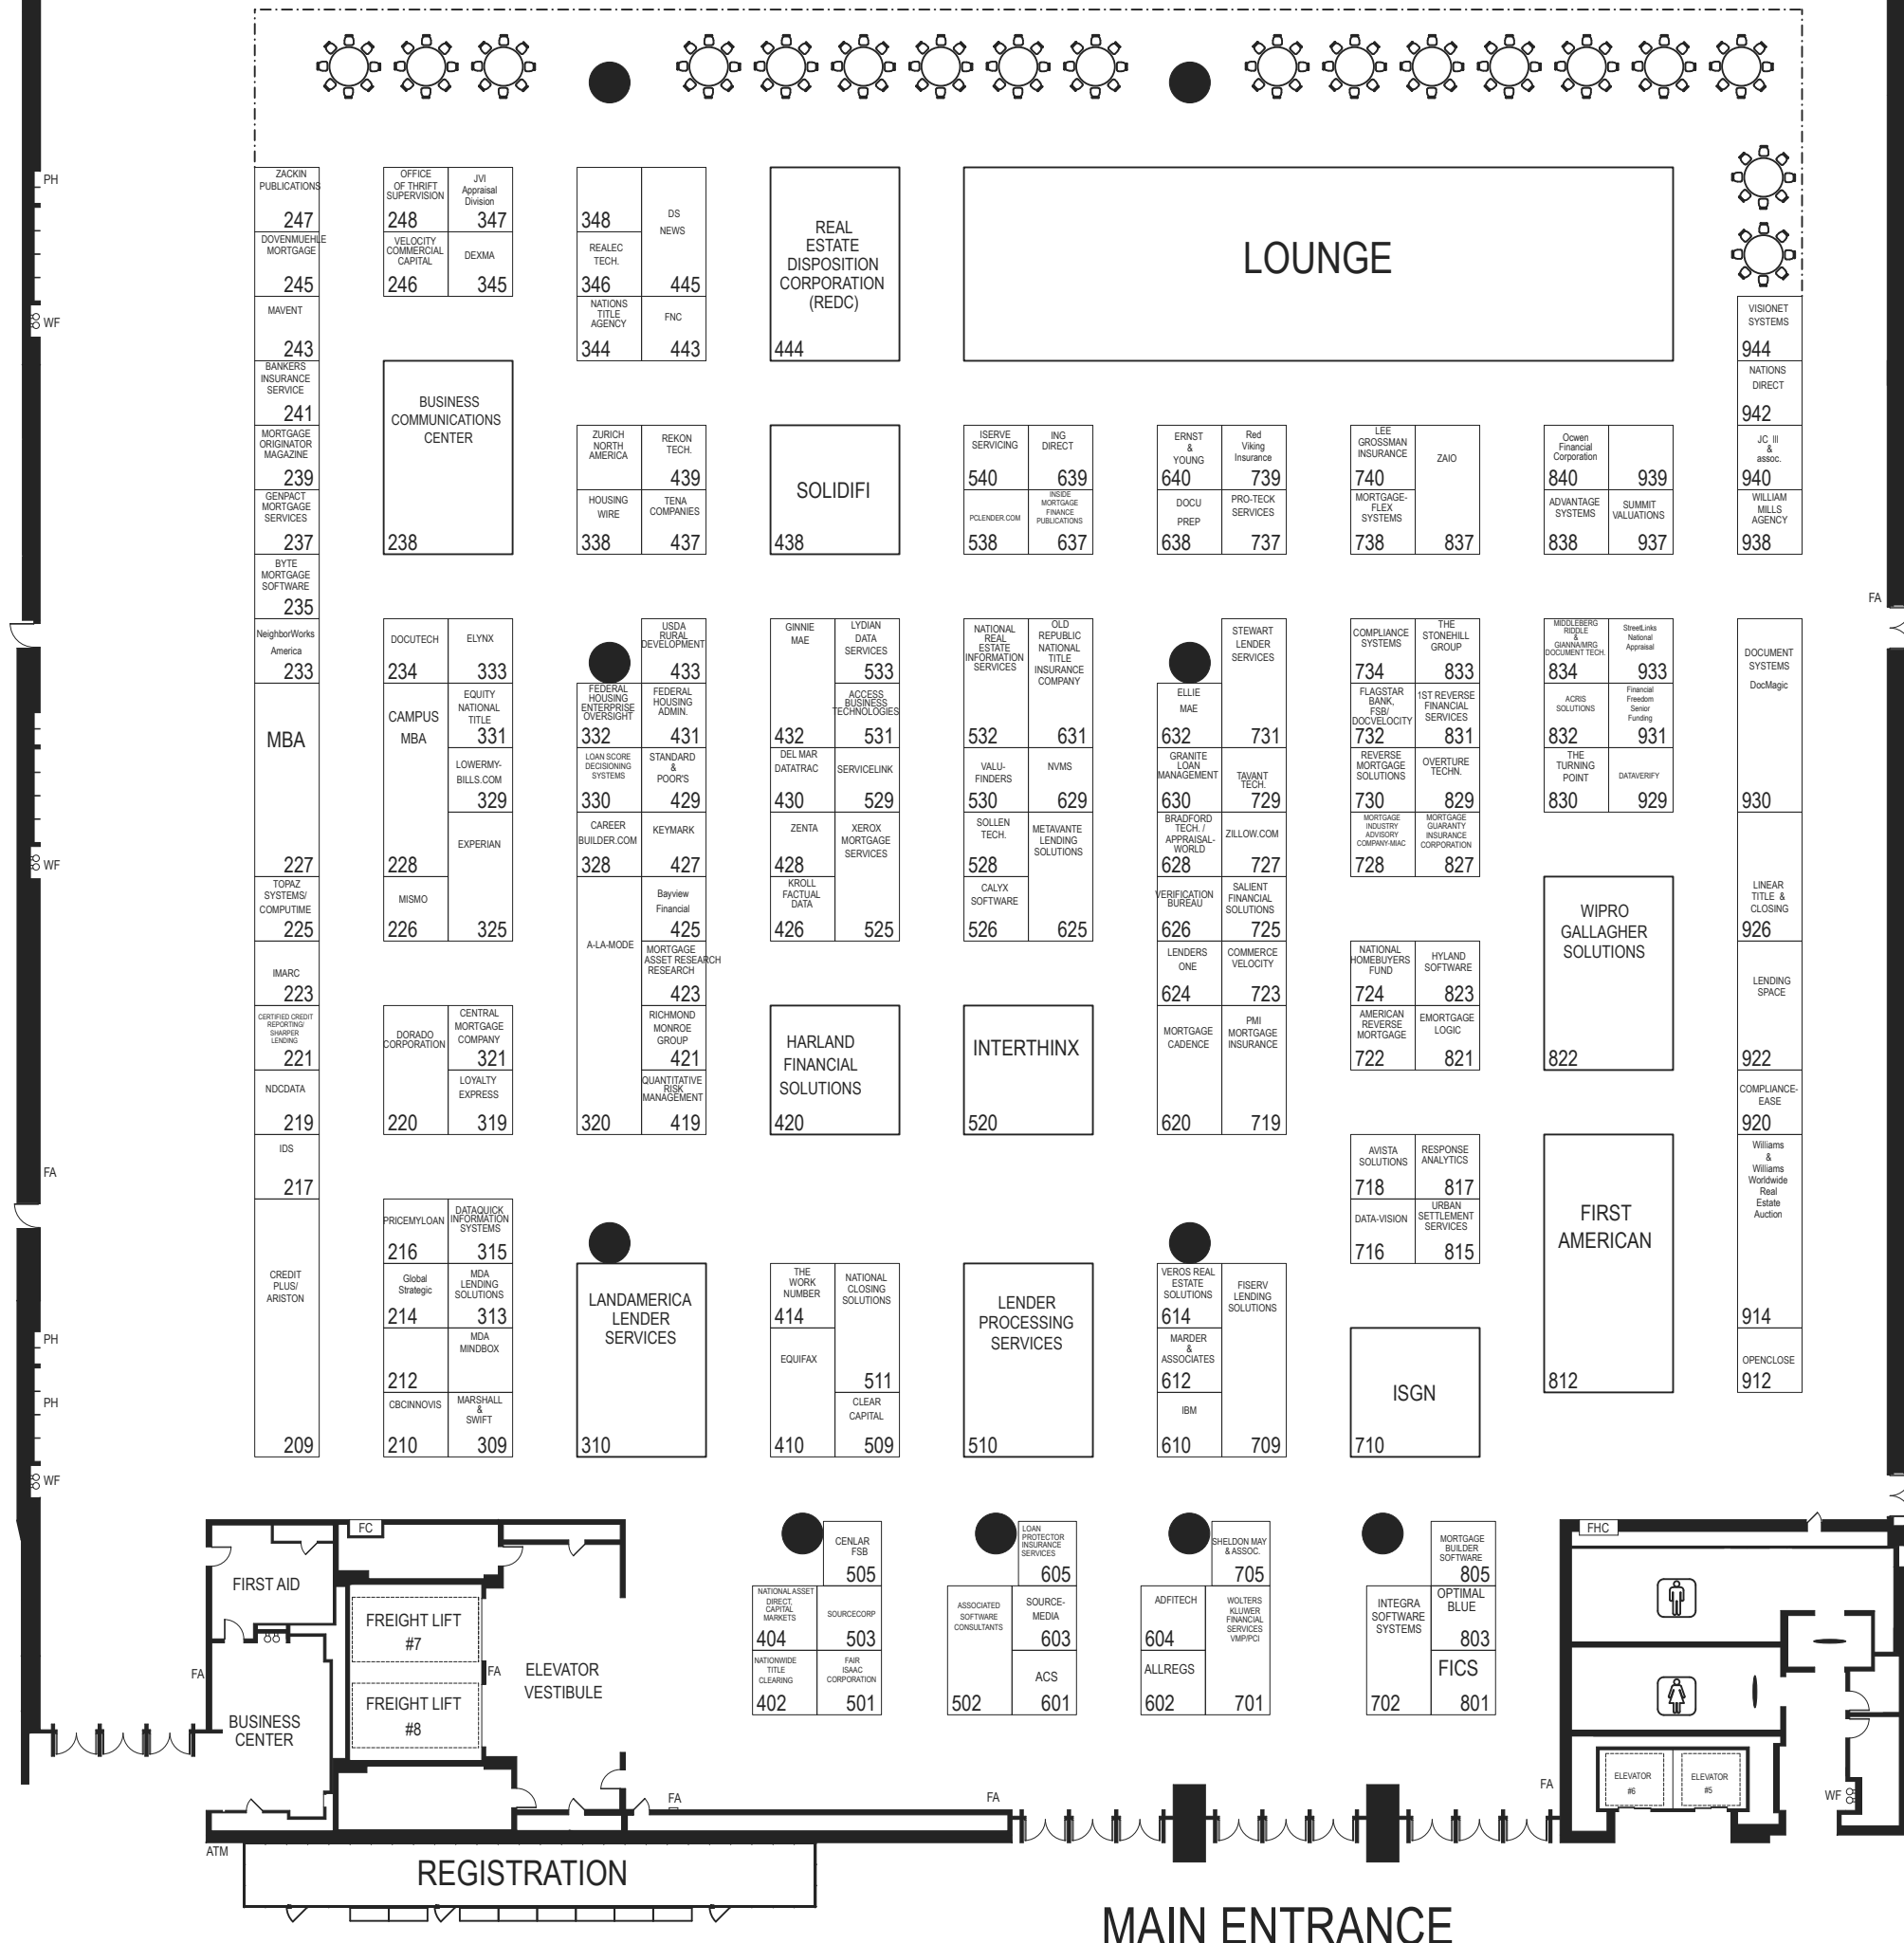 PH
WF
WF
FA
PH
PH
WF
FA
ZACKIN
PUBLICATIONS
247
DOVENMUEHLE
MORTGAGE
245
MAVENT
243
BANKERS
INSURANCE
SERVICE
241
MORTGAGE
ORIGINATOR
MAGAZINE
239
GENPACT
MORTGAGE
SERVICES
237
BYTE
MORTGAGE
SOFTWARE
235
NeighborWorks
America
233
MBA
227
TOPAZ
SYSTEMS/
COMPUTIME
225
IMARC
223
CERTIFIED CREDIT
REPORTING/
SHARPER
LENDING
221
NDCDATA
219
IDS
217
CREDIT
PLUS/
ARISTON
209
OFFICE
OF THRIFT
SUPERVISION
248
JVI
Appraisal
Division
347
VELOCITY
COMMERCIAL
CAPITAL
246
DEXMA
345
BUSINESS
COMMUNICATIONS
CENTER
238
DOCUTECH
234
ELYNX
333
CAMPUS
MBA
228
EQUITY
NATIONAL
TITLE
331
LOWERMY-
BILLS.COM
329
EXPERIAN
325
MISMO
226
DORADO
CORPORATION
220
CENTRAL
MORTGAGE
COMPANY
321
LOYALTY
EXPRESS
319
PRICEMYLOAN
216
DATAQUICK
INFORMATION
SYSTEMS
315
Global
Strategic
214
MDA
LENDING
SOLUTIONS
313
212
MDA
MINDBOX
CBCINNOVIS
210
MARSHALL
&
SWIFT
309
348
DS
NEWS
445
REALEC
TECH.
346
NATIONS
TITLE
AGENCY
344
FNC
443
ZURICH
NORTH
AMERICA
REKON
TECH.
439
HOUSING
WIRE
338
TENA
COMPANIES
437
USDA
RURAL
DEVELOPMENT
433
FEDERAL
HOUSING
ENTERPRISE
OVERSIGHT
332
FEDERAL
HOUSING
ADMIN.
431
LOAN SCORE
DECISIONING
SYSTEMS
330
STANDARD
&
POOR'S
429
CAREER
BUILDER.COM
328
KEYMARK
427
A-LA-MODE
320
Bayview
Financial
425
MORTGAGE
ASSET RESEARCH
RESEARCH
423
RICHMOND
MONROE
GROUP
421
QUANTITATIVE
RISK
MANAGEMENT
419
LANDAMERICA
LENDER
SERVICES
310
REAL
ESTATE
DISPOSITION
CORPORATION
(REDC)
444
SOLIDIFI
438
GINNIE
MAE
432
LYDIAN
DATA
SERVICES
533
ACCESS
BUSINESS
TECHNOLOGIES
531
DEL MAR
DATATRAC
430
SERVICELINK
529
ZENTA
428
XEROX
MORTGAGE
SERVICES
525
KROLL
FACTUAL
DATA
426
HARLAND
FINANCIAL
SOLUTIONS
420
THE
WORK
NUMBER
414
NATIONAL
CLOSING
SOLUTIONS
511
EQUIFAX
410
CLEAR
CAPITAL
509
CENLAR
FSB
505
NATIONAL ASSET
DIRECT,
CAPITAL
MARKETS
404
SOURCECORP
503
NATIONWIDE
TITLE
CLEARING
402
FAIR
ISAAC
CORPORATION
501
LOUNGE
ISERVE
SERVICING
540
ING
DIRECT
639
PCLENDER.COM
538
INSIDE
MORTGAGE
FINANCE
PUBLICATIONS
637
NATIONAL
REAL
ESTATE
INFORMATION
SERVICES
532
OLD
REPUBLIC
NATIONAL
TITLE
INSURANCE
COMPANY
631
VALU-
FINDERS
530
NVMS
629
SOLLEN
TECH.
528
METAVANTE
LENDING
SOLUTIONS
625
CALYX
SOFTWARE
526
INTERTHINX
520
LENDER
PROCESSING
SERVICES
510
LOAN
PROTECTOR
INSURANCE
SERVICES
605
ASSOCIATED
SOFTWARE
CONSULTANTS
502
SOURCE-
MEDIA
603
ACS
601
ERNST
&
YOUNG
640
Red
Viking
Insurance
739
DOCU
PREP
638
PRO-TECK
SERVICES
737
STEWART
LENDER
SERVICES
731
ELLIE
MAE
632
GRANITE
LOAN
MANAGEMENT
630
TAVANT
TECH.
729
BRADFORD
TECH. /
APPRAISAL-
WORLD
628
ZILLOW.COM
727
VERIFICATION
BUREAU
626
SALIENT
FINANCIAL
SOLUTIONS
725
LENDERS
ONE
624
COMMERCE
VELOCITY
723
MORTGAGE
CADENCE
620
PMI
MORTGAGE
INSURANCE
719
VEROS REAL
ESTATE
SOLUTIONS
614
FISERV
LENDING
SOLUTIONS
709
MARDER
&
ASSOCIATES
612
IBM
610
SHELDON MAY
& ASSOC.
705
ADFITECH
604
WOLTERS
KLUWER
FINANCIAL
SERVICES
VMP/PCI
701
ALLREGS
602
LEE
GROSSMAN
INSURANCE
740
ZAIO
837
MORTGAGE-
FLEX
SYSTEMS
738
COMPLIANCE
SYSTEMS
734
THE
STONEHILL
GROUP
833
FLAGSTAR
BANK,
FSB/
DOCVELOCITY
732
1ST REVERSE
FINANCIAL
SERVICES
831
REVERSE
MORTGAGE
SOLUTIONS
730
OVERTURE
TECHN.
829
MORTGAGE
INDUSTRY
ADVISORY
COMPANY-MIAC
728
MORTGAGE
GUARANTY
INSURANCE
CORPORATION
827
NATIONAL
HOMEBUYERS
FUND
724
HYLAND
SOFTWARE
823
AMERICAN
REVERSE
MORTGAGE
722
EMORTGAGE
LOGIC
821
AVISTA
SOLUTIONS
718
RESPONSE
ANALYTICS
817
DATA-VISION
716
URBAN
SETTLEMENT
SERVICES
815
ISGN
710
MORTGAGE
BUILDER
SOFTWARE
805
INTEGRA
SOFTWARE
SYSTEMS
702
OPTIMAL
BLUE
803
FICS
801
Ocwen
Financial
Corporation
840
939
ADVANTAGE
SYSTEMS
838
SUMMIT
VALUATIONS
937
MIDDLEBERG
RIDDLE
&
GIANNA/MRG
DOCUMENT TECH.
834
StreetLinks
National
Appraisal
933
ACRIS
SOLUTIONS
832
Financial
Freedom
Senior
Funding
931
THE
TURNING
POINT
830
DATAVERIFY
929
WIPRO
GALLAGHER
SOLUTIONS
822
FIRST
AMERICAN
812
VISIONET
SYSTEMS
944
NATIONS
DIRECT
942
JC III
&
assoc.
940
WILLIAM
MILLS
AGENCY
938
DOCUMENT
SYSTEMS
DocMagic
930
LINEAR
TITLE &
CLOSING
926
LENDING
SPACE
922
COMPLIANCE-
EASE
920
Williams
&
Williams
Worldwide
Real
Estate
Auction
914
OPENCLOSE
912
FC
FIRST AID
FREIGHT LIFT
#7
FREIGHT LIFT
#8
FA
FA
ELEVATOR
VESTIBULE
BUSINESS
CENTER
FA
FA
FA
FHC
ELEVATOR
#6
ELEVATOR
#5
WF
ATM
REGISTRATION
MAIN ENTRANCE